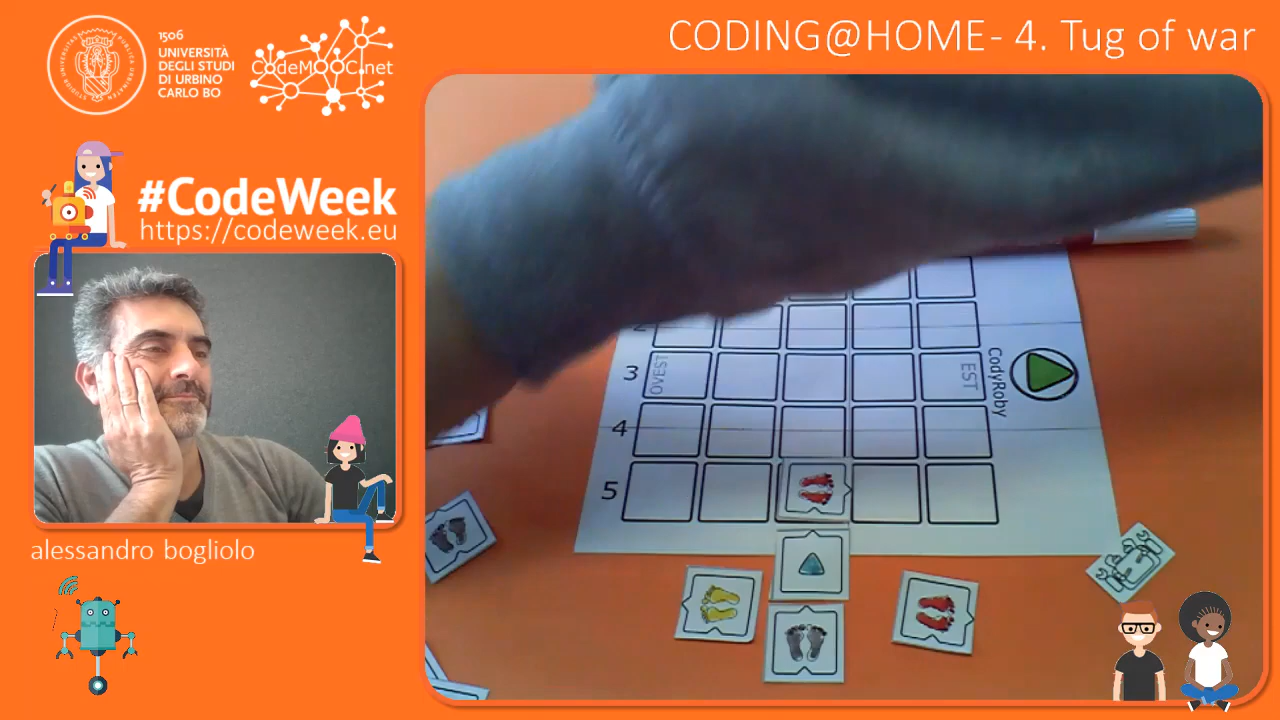 CODING@HOME- 4. Tug of war
1506
UNIVERSITÀ
DEGLI STUDI
DI URBINO
CARLO BO
CodeMOOC.net
#CodeWeek
https://codeweek.eu
alessandro bogliolo
2
3
OVEST
EST
CodyRoby
4
5